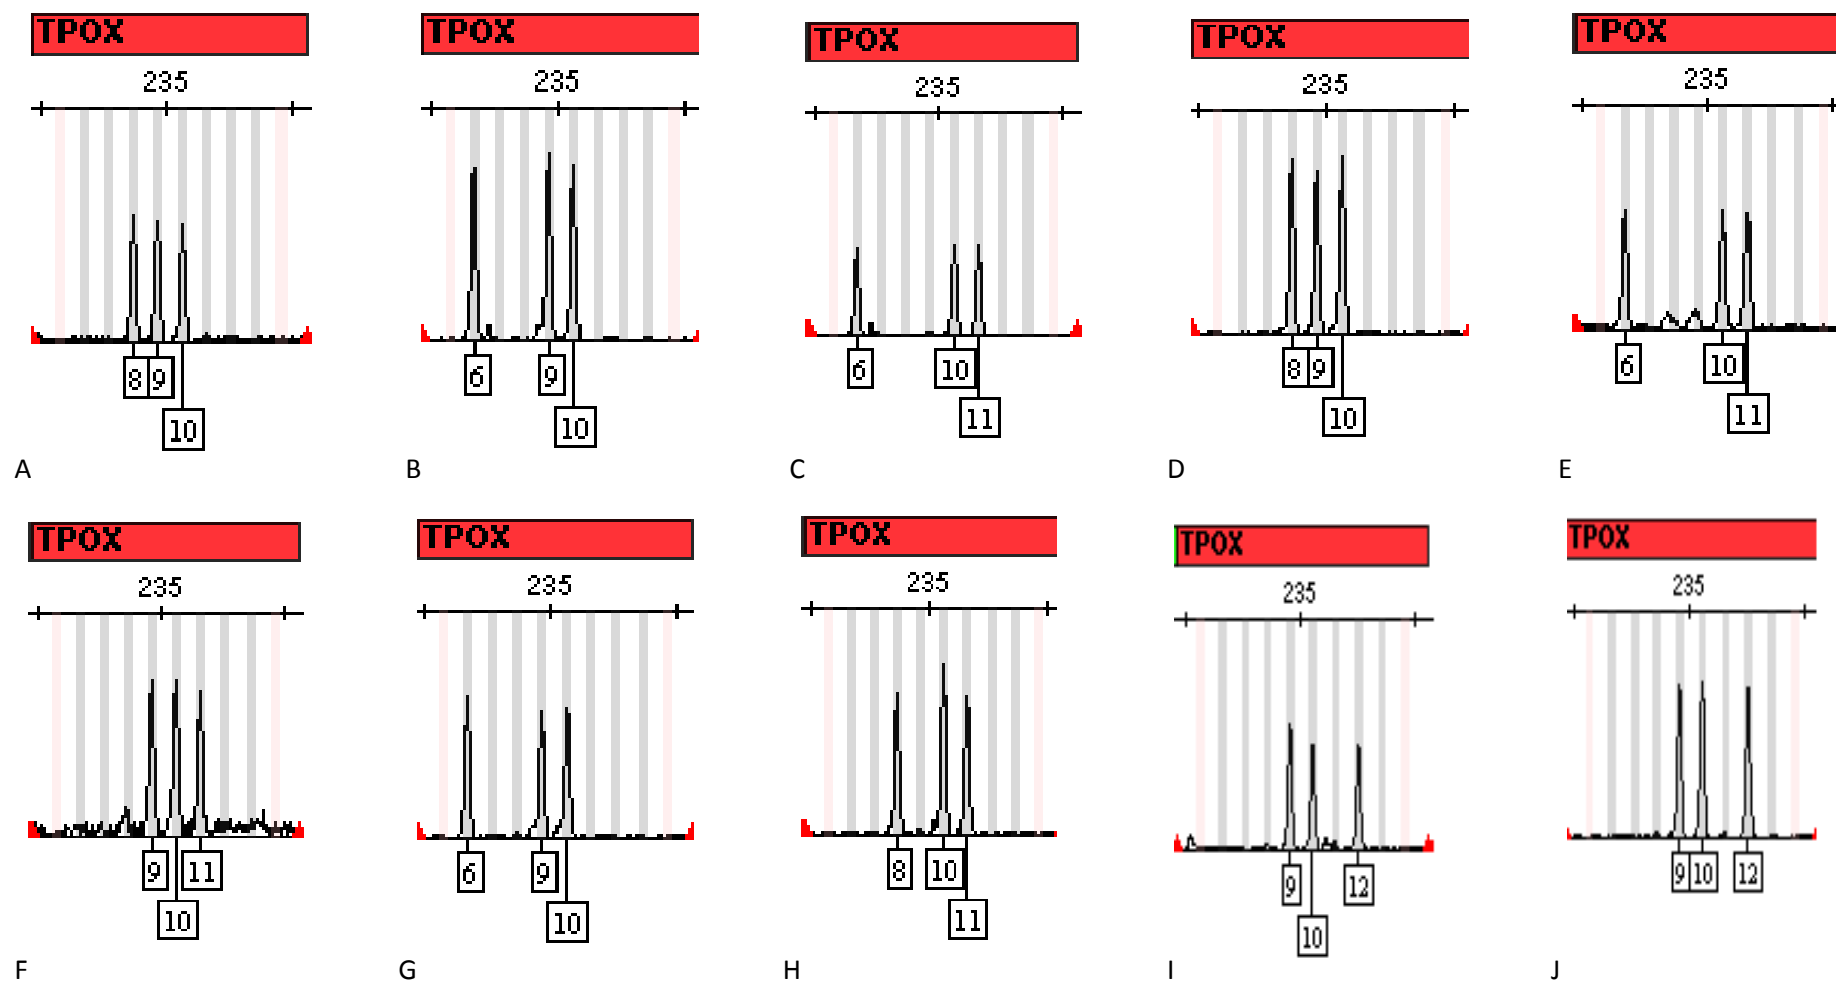 TPOX TPOX TPOX TPOX TPOX
235 235 235 235 235
8 9 6 9 6 10 8 9 6 10
10 10 11 10 11
A B C D E
TPOX TPOX TPOX TPOX TPOX
235 235 235 235 235
9 11 6 9 8 10 9 12 9 10 12
10 10 11 10
F G H I J